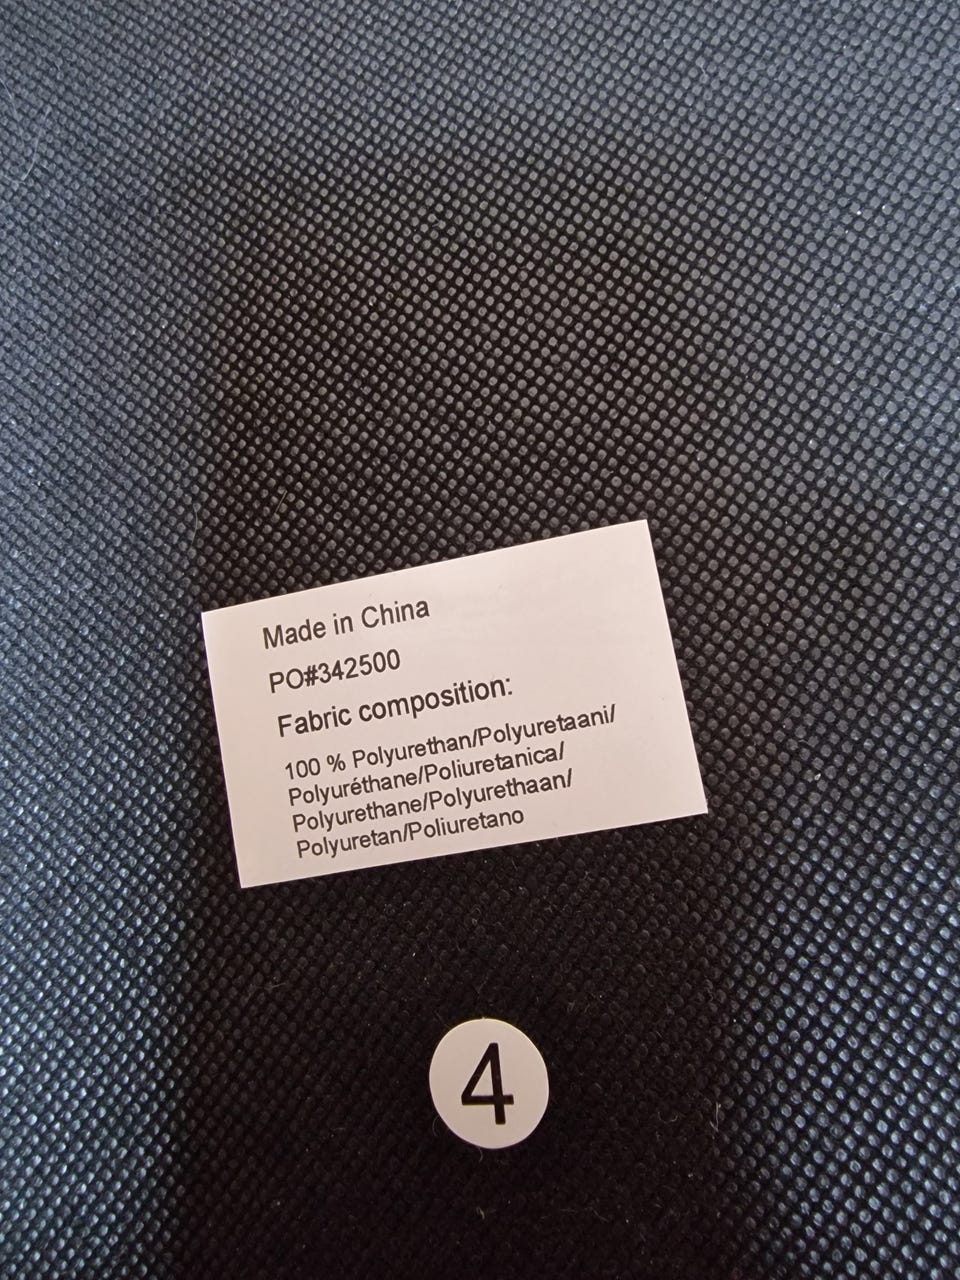 Made in China
PO#342500
Fabric composition:
100 % Polyurethan/Polyuretaani/
Polyuréthane/Poliuretanica/
Polyurethane/Polyurethaan/
Polyuretan/Poliuretano
4